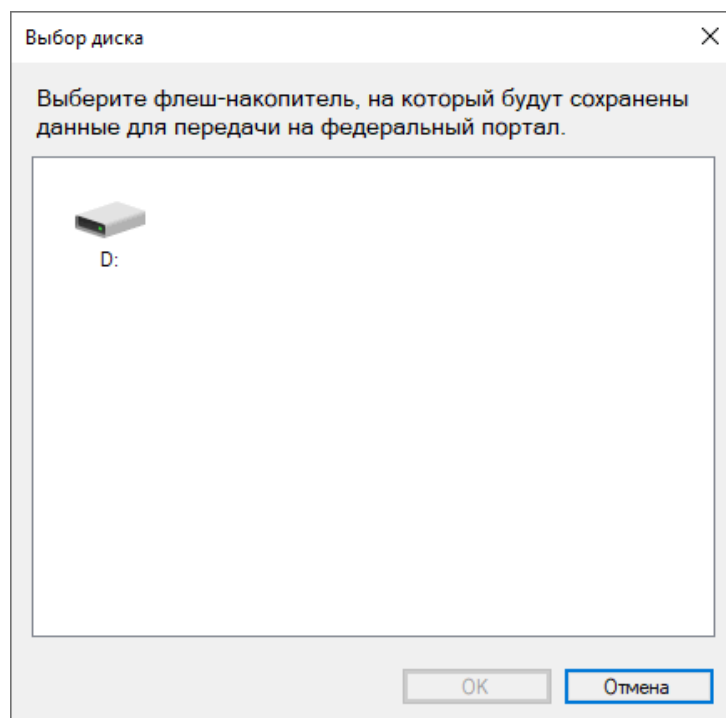 Выбор диска
Выберите флеш-накопитель, на который будут сохранены
данные для передачи на федеральный портал.
D:
OK
Отмена